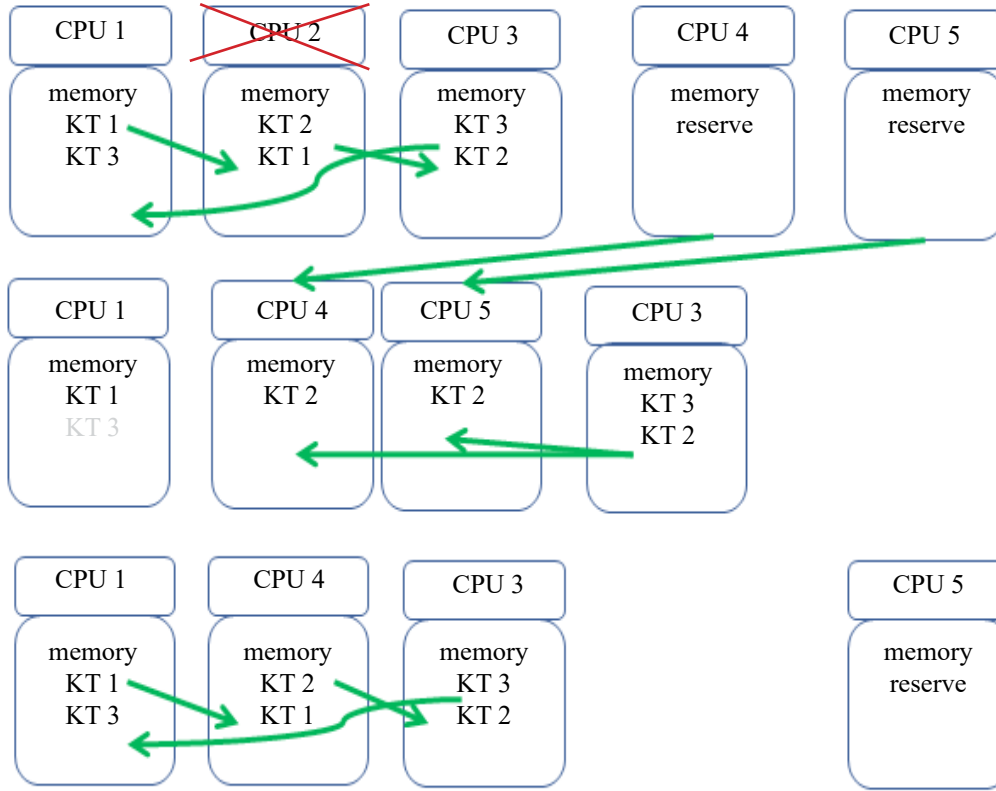 CPU 1
CPU 2
CPU 3
CPU 4
CPU 5
memory
KT 1
KT 3
memory
KT 2
KT 1
memory
KT 3
KT 2
memory
reserve
memory
reserve
CPU 1
CPU 4
CPU 5
CPU 3
memory
KT 1
KT 3
memory
KT 2
memory
KT 2
memory
KT 3
KT 2
CPU 1
CPU 4
CPU 3
CPU 5
memory
KT 1
KT 3
memory
KT 2
KT 1
memory
KT 3
KT 2
memory
reserve